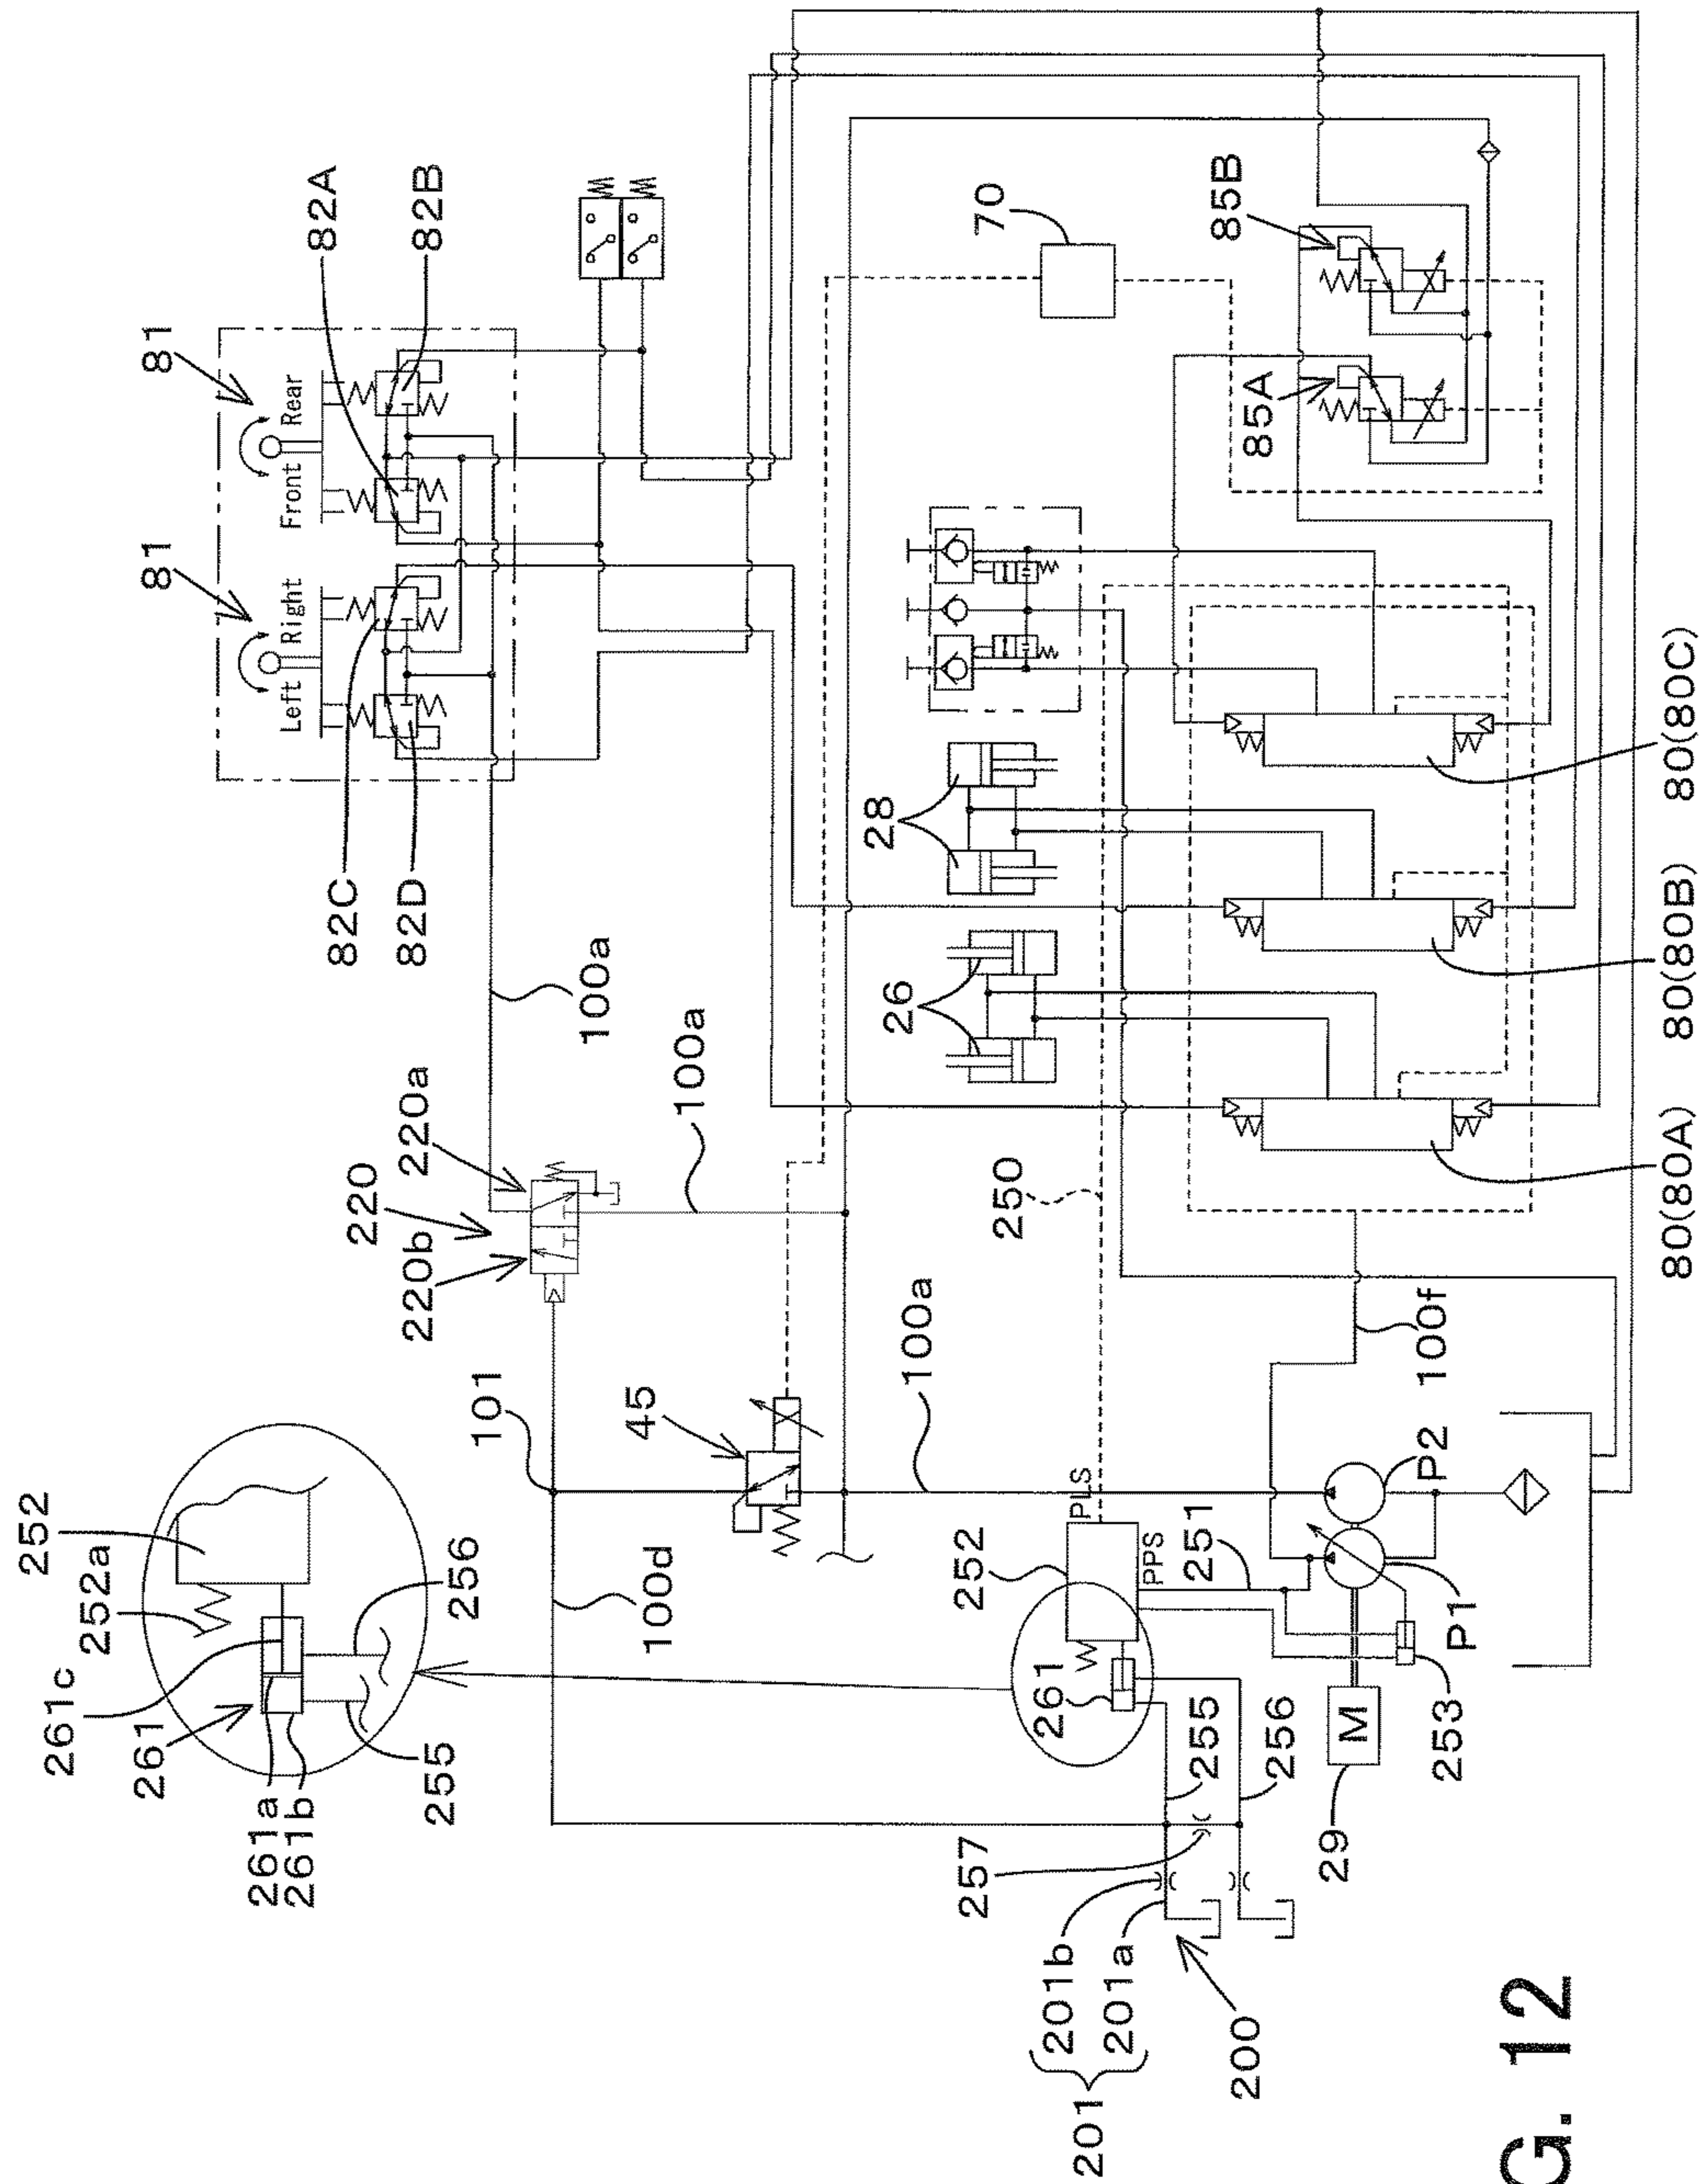 252
252a
261c
261
261a
261b
255
256
101
100d
45
220
220a
220b
100a
100a
100a
81
81
Left Right
Front Rear
82A
82B
82C
82D
70
85A
85B
28
26
250
252
PLS
PPS
251
261
255
256
257
201b
201a
201
200
29
M
253
P1
P2
100f
80(80A)
80(80B)
80(80C)
G. 12